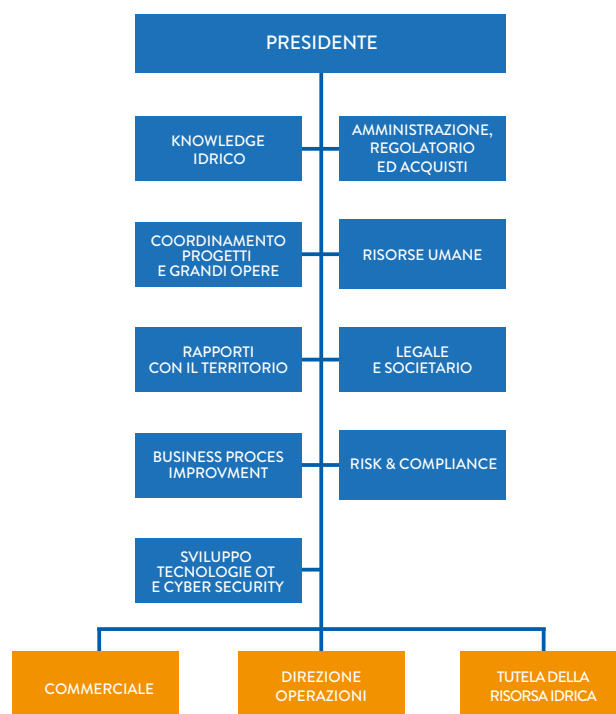 PRESIDENTE
KNOWLEDGE
IDRICO
AMMINISTRAZIONE,
REGOLATORIO
ED ACQUISTI
COORDINAMENTO
PROGETTI
E GRANDI OPERE
RISORSE UMANE
RAPPORTI
CON IL TERRITORIO
LEGALE
E SOCIETARIO
BUSINESS PROCES
IMPROVMENT
RISK & COMPLIANCE
SVILUPPO
TECNOLOGIE OT
E CYBER SECURITY
COMMERCIALE
DIREZIONE
OPERAZIONI
TUTELA DELLA
RISORSA IDRICA